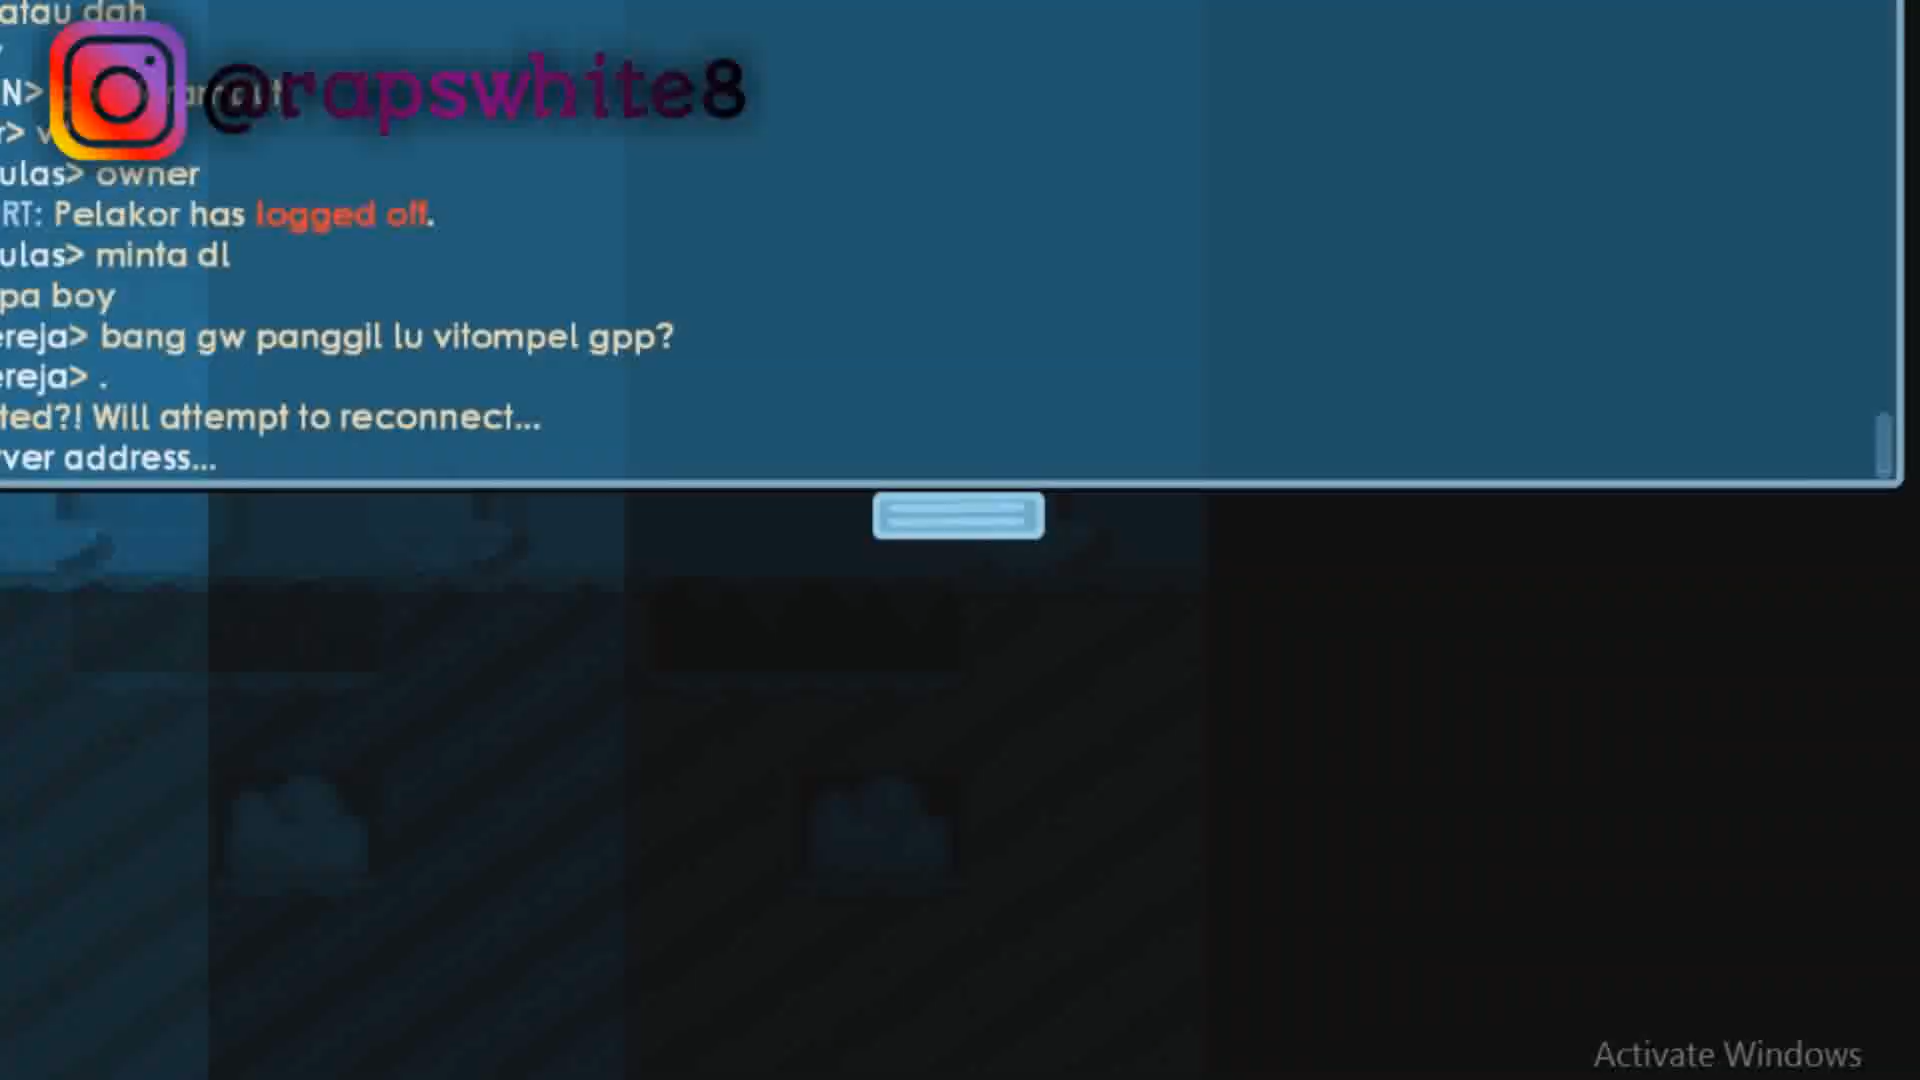 atau dah
@rapswhite8
N>
r>
ulas> owner
RT: Pelakor has logged off.
ulas> minta dl
pa boy
ereja> bang gw panggil lu vitompel gpp?
ereja> .
ted?! Will attempt to reconnect...
ver address...
Activate Windows